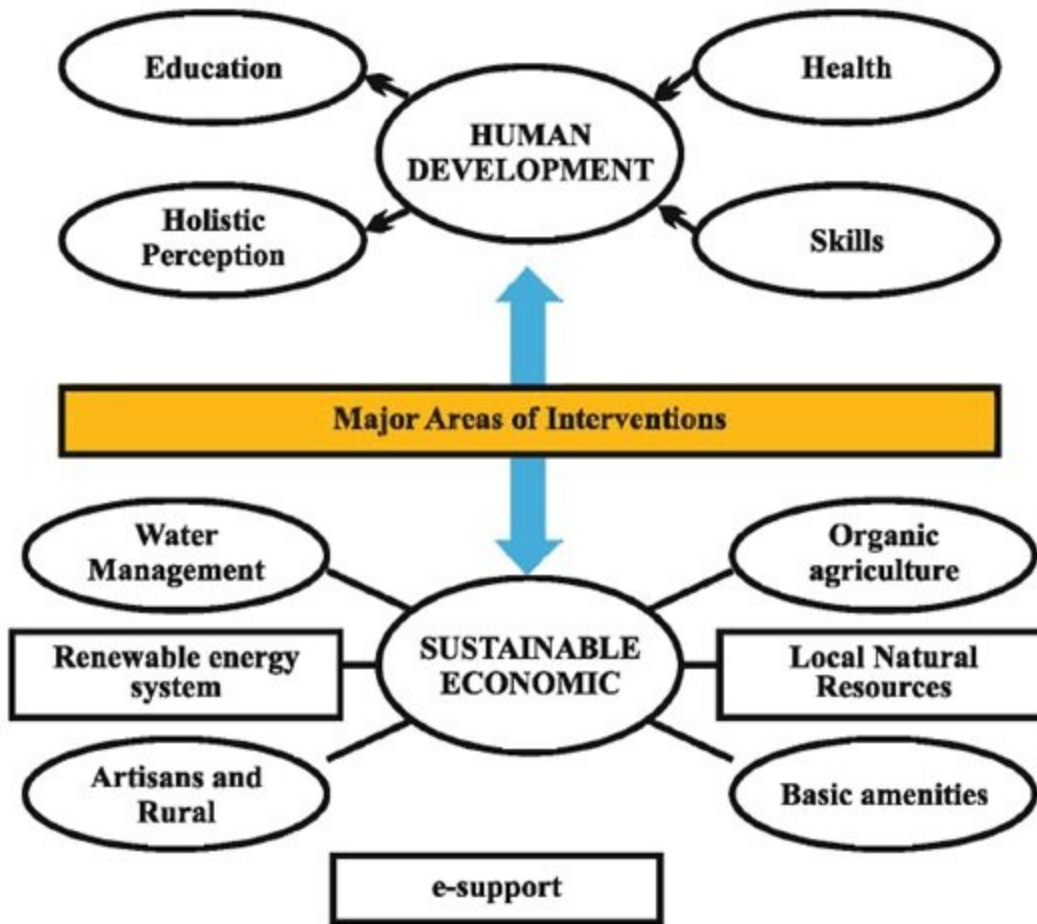 Education
Health
HUMAN
DEVELOPMENT
Holistic
Perception
Skills
Major Areas of Interventions
Water
Management
Organic
agriculture
Renewable energy
system
SUSTAINABLE
ECONOMIC
Local Natural
Resources
Artisans and
Rural
Basic amenities
e-support